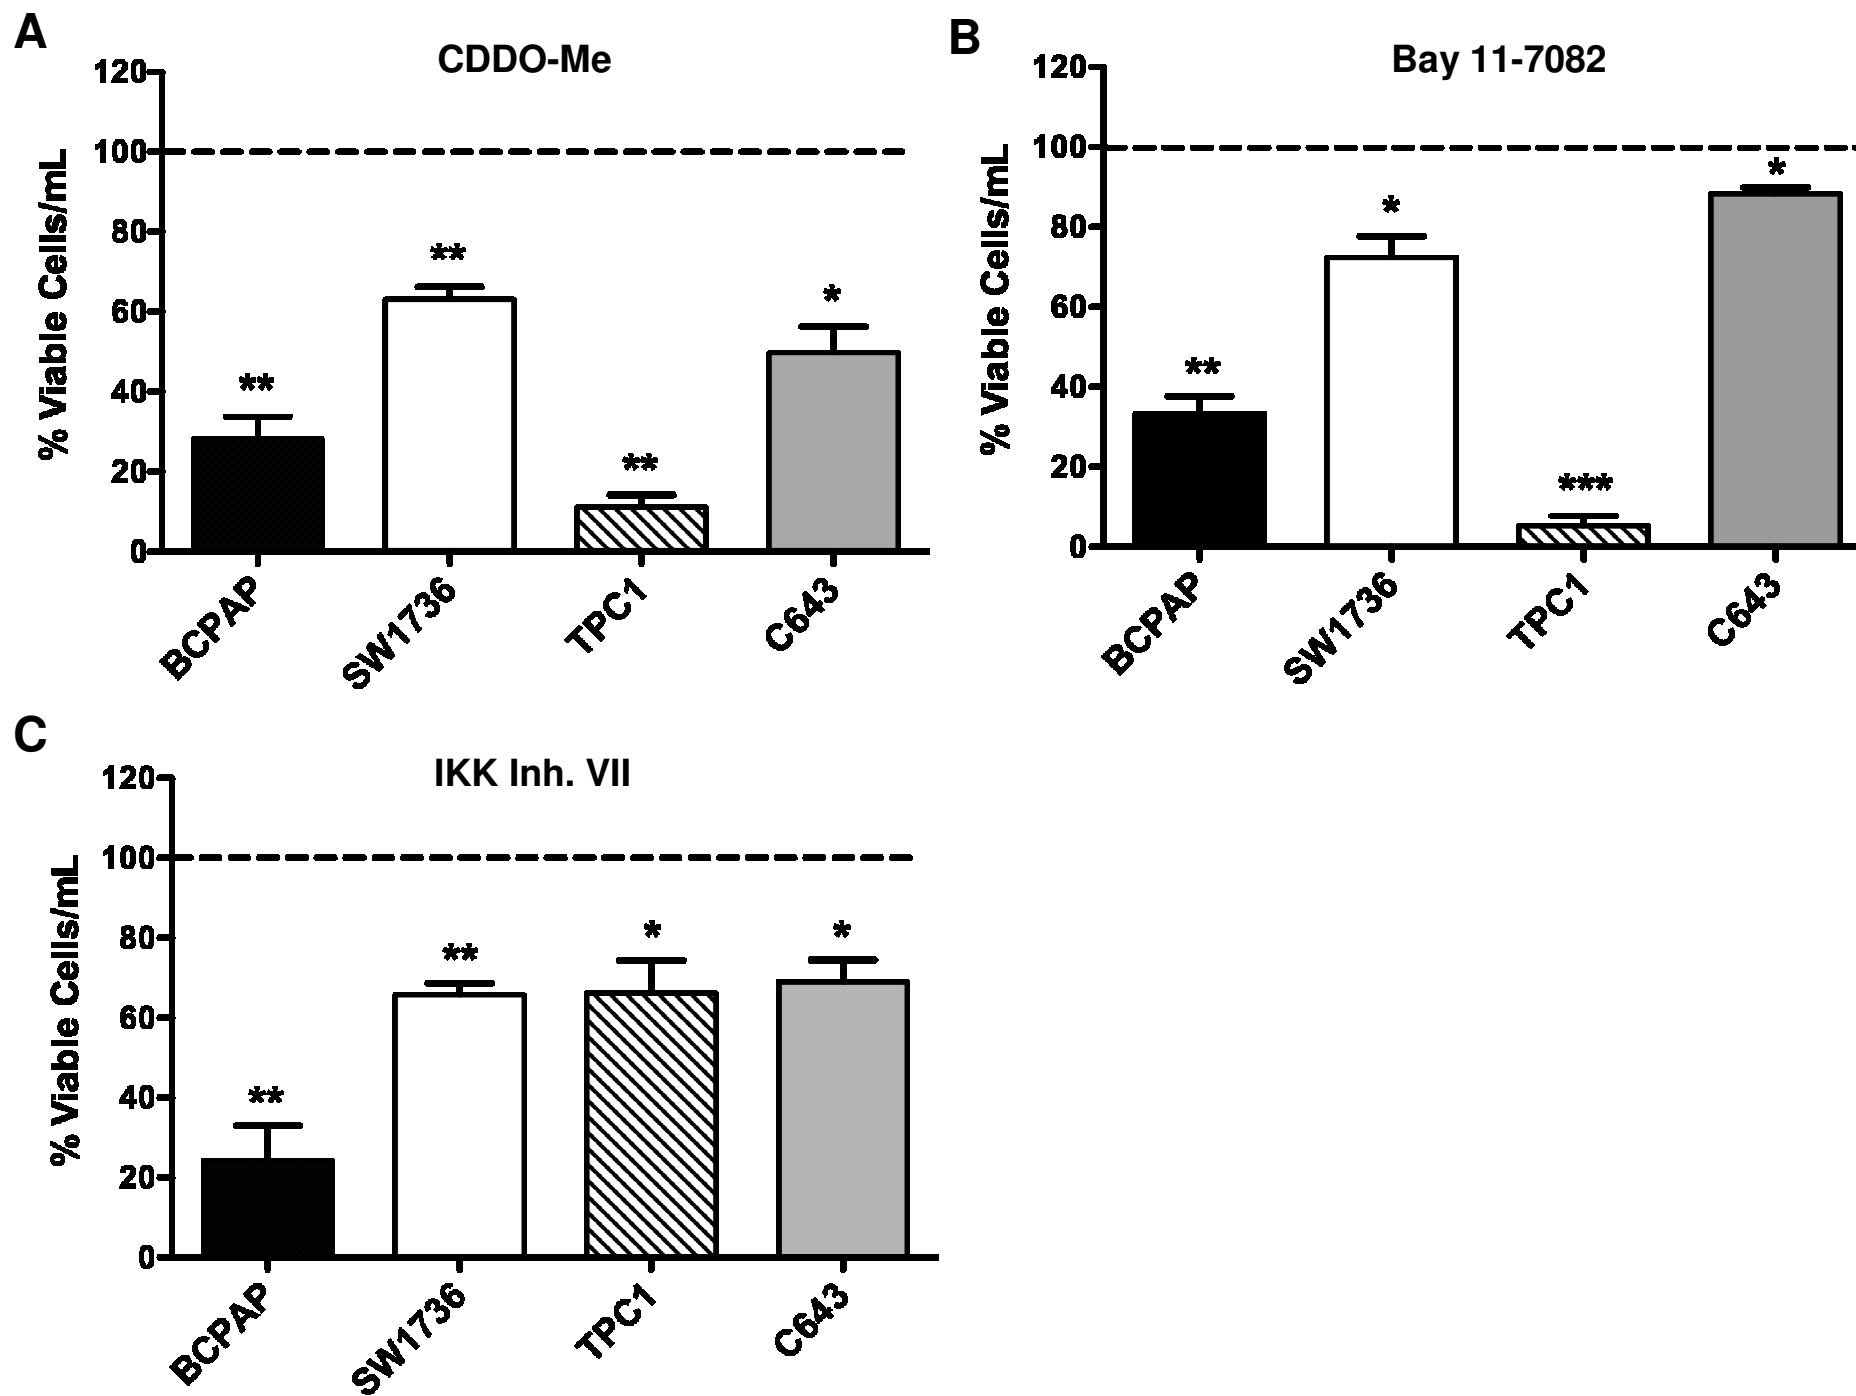 A
CDDO-Me
% Viable Cells/mL
120
100
80
60
40
20
0
**
**
**
*
BCPAP
SW1736
TPC1
C643
B
Bay 11-7082
% Viable Cells/mL
120
100
80
60
40
20
0
**
*
***
*
BCPAP
SW1736
TPC1
C643
C
IKK Inh. VII
% Viable Cells/mL
120
100
80
60
40
20
0
**
**
*
*
BCPAP
SW1736
TPC1
C643